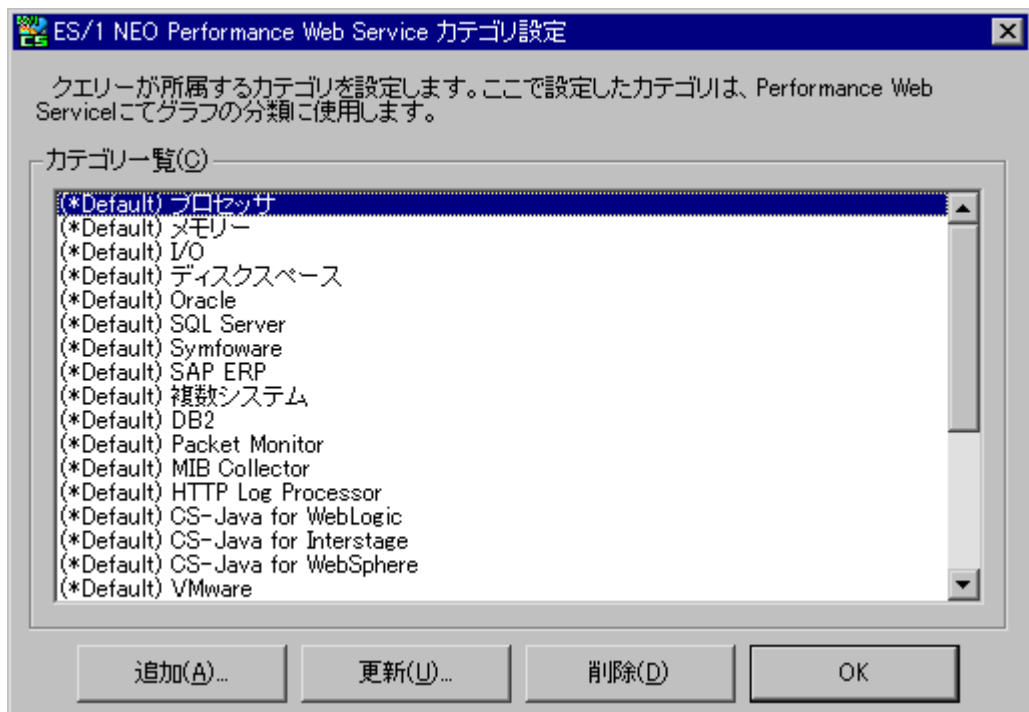 ES/1 NEO Performance Web Service カテゴリ設定
クエリーが所属するカテゴリを設定します。ここで設定したカテゴリは、Performance Web
Serviceにてグラフの分類に使用します。
カテゴリ一覧(C)
(*Default) プロセッサ
(*Default) メモリー
(*Default) I/O
(*Default) ディスクスペース
(*Default) Oracle
(*Default) SQL Server
(*Default) Symfoware
(*Default) SAP ERP
(*Default) 複数システム
(*Default) DB2
(*Default) Packet Monitor
(*Default) MIB Collector
(*Default) HTTP Log Processor
(*Default) CS-Java for WebLogic
(*Default) CS-Java for Interstage
(*Default) CS-Java for WebSphere
(*Default) VMware
追加(A)... 更新(U)... 削除(D) OK